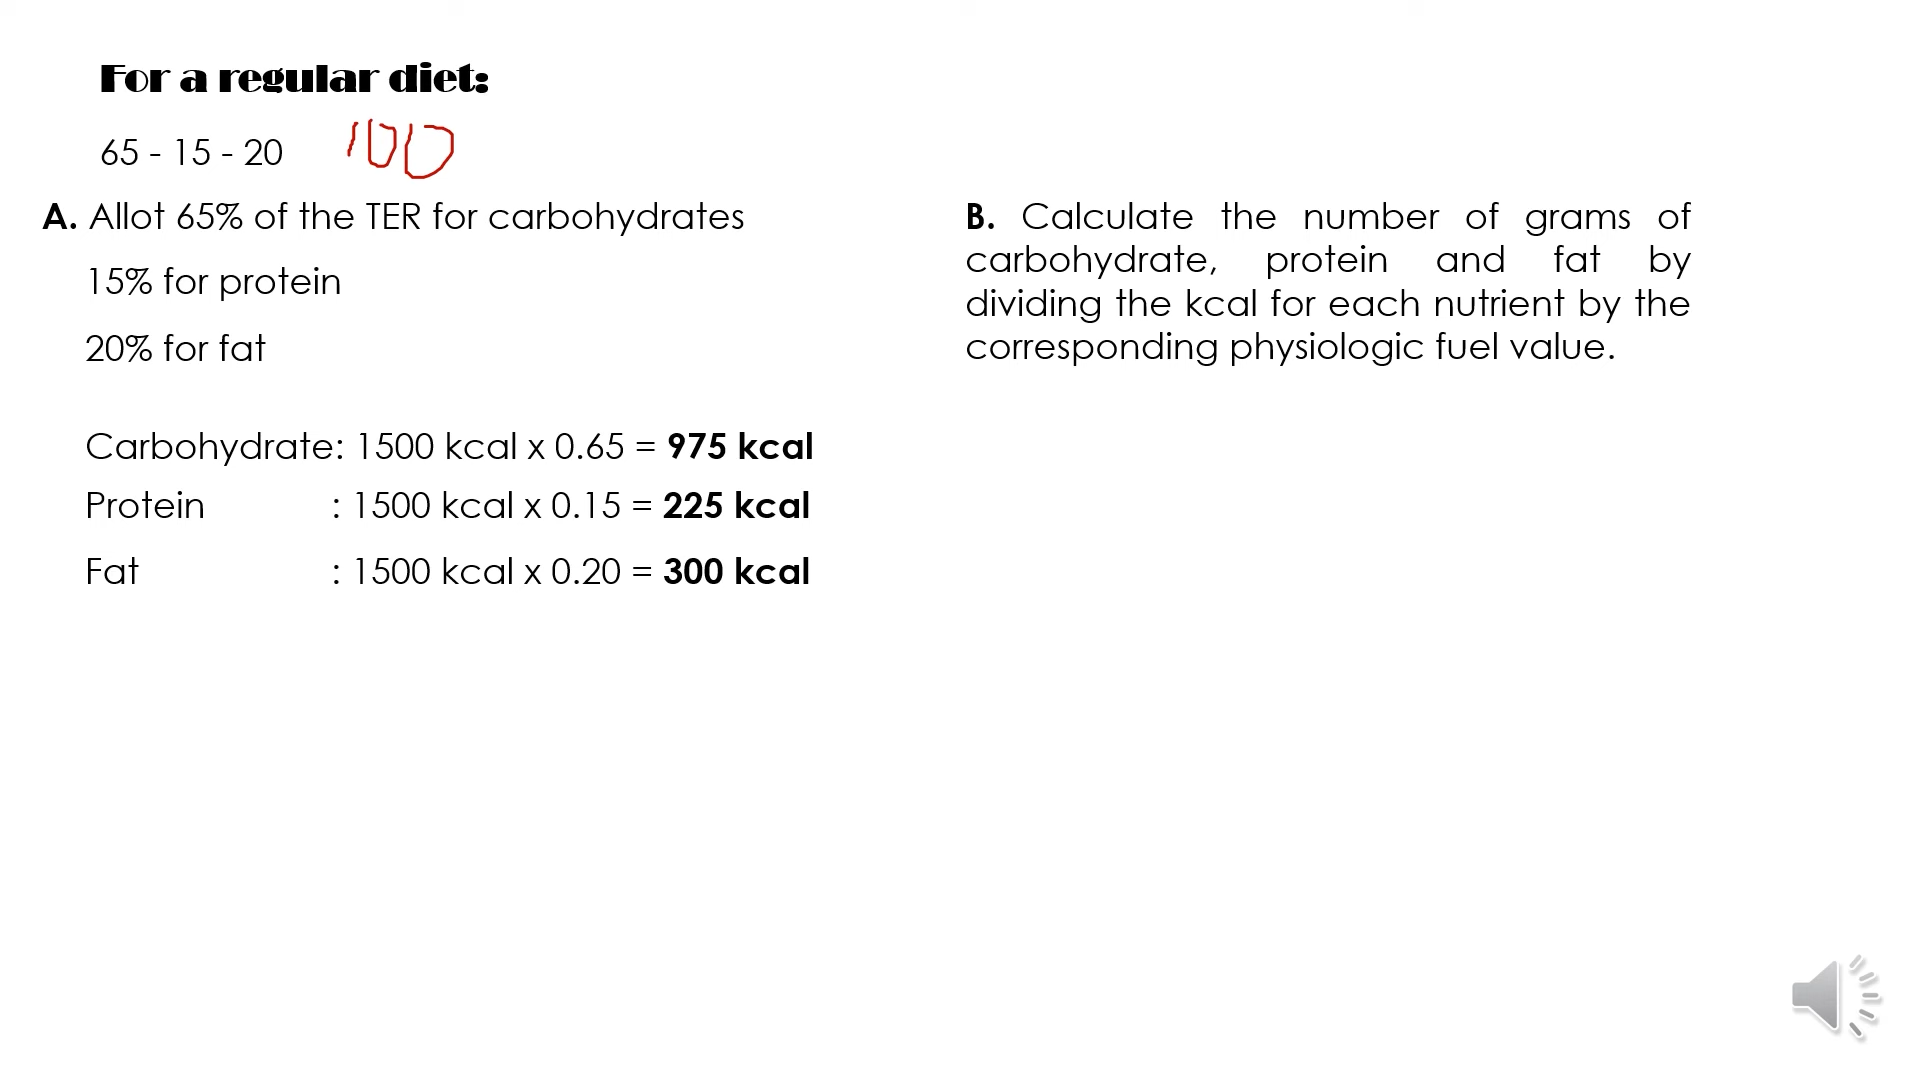 For a regular diet:
65 - 15 - 20 100
A. Allot 65% of the TER for carbohydrates
15% for protein
20% for fat
Carbohydrate: 1500 kcal x 0.65 = 975 kcal
Protein : 1500 kcal x 0.15 = 225 kcal
Fat : 1500 kcal x 0.20 = 300 kcal
B. Calculate the number of grams of
carbohydrate, protein and fat by
dividing the kcal for each nutrient by the
corresponding physiologic fuel value.